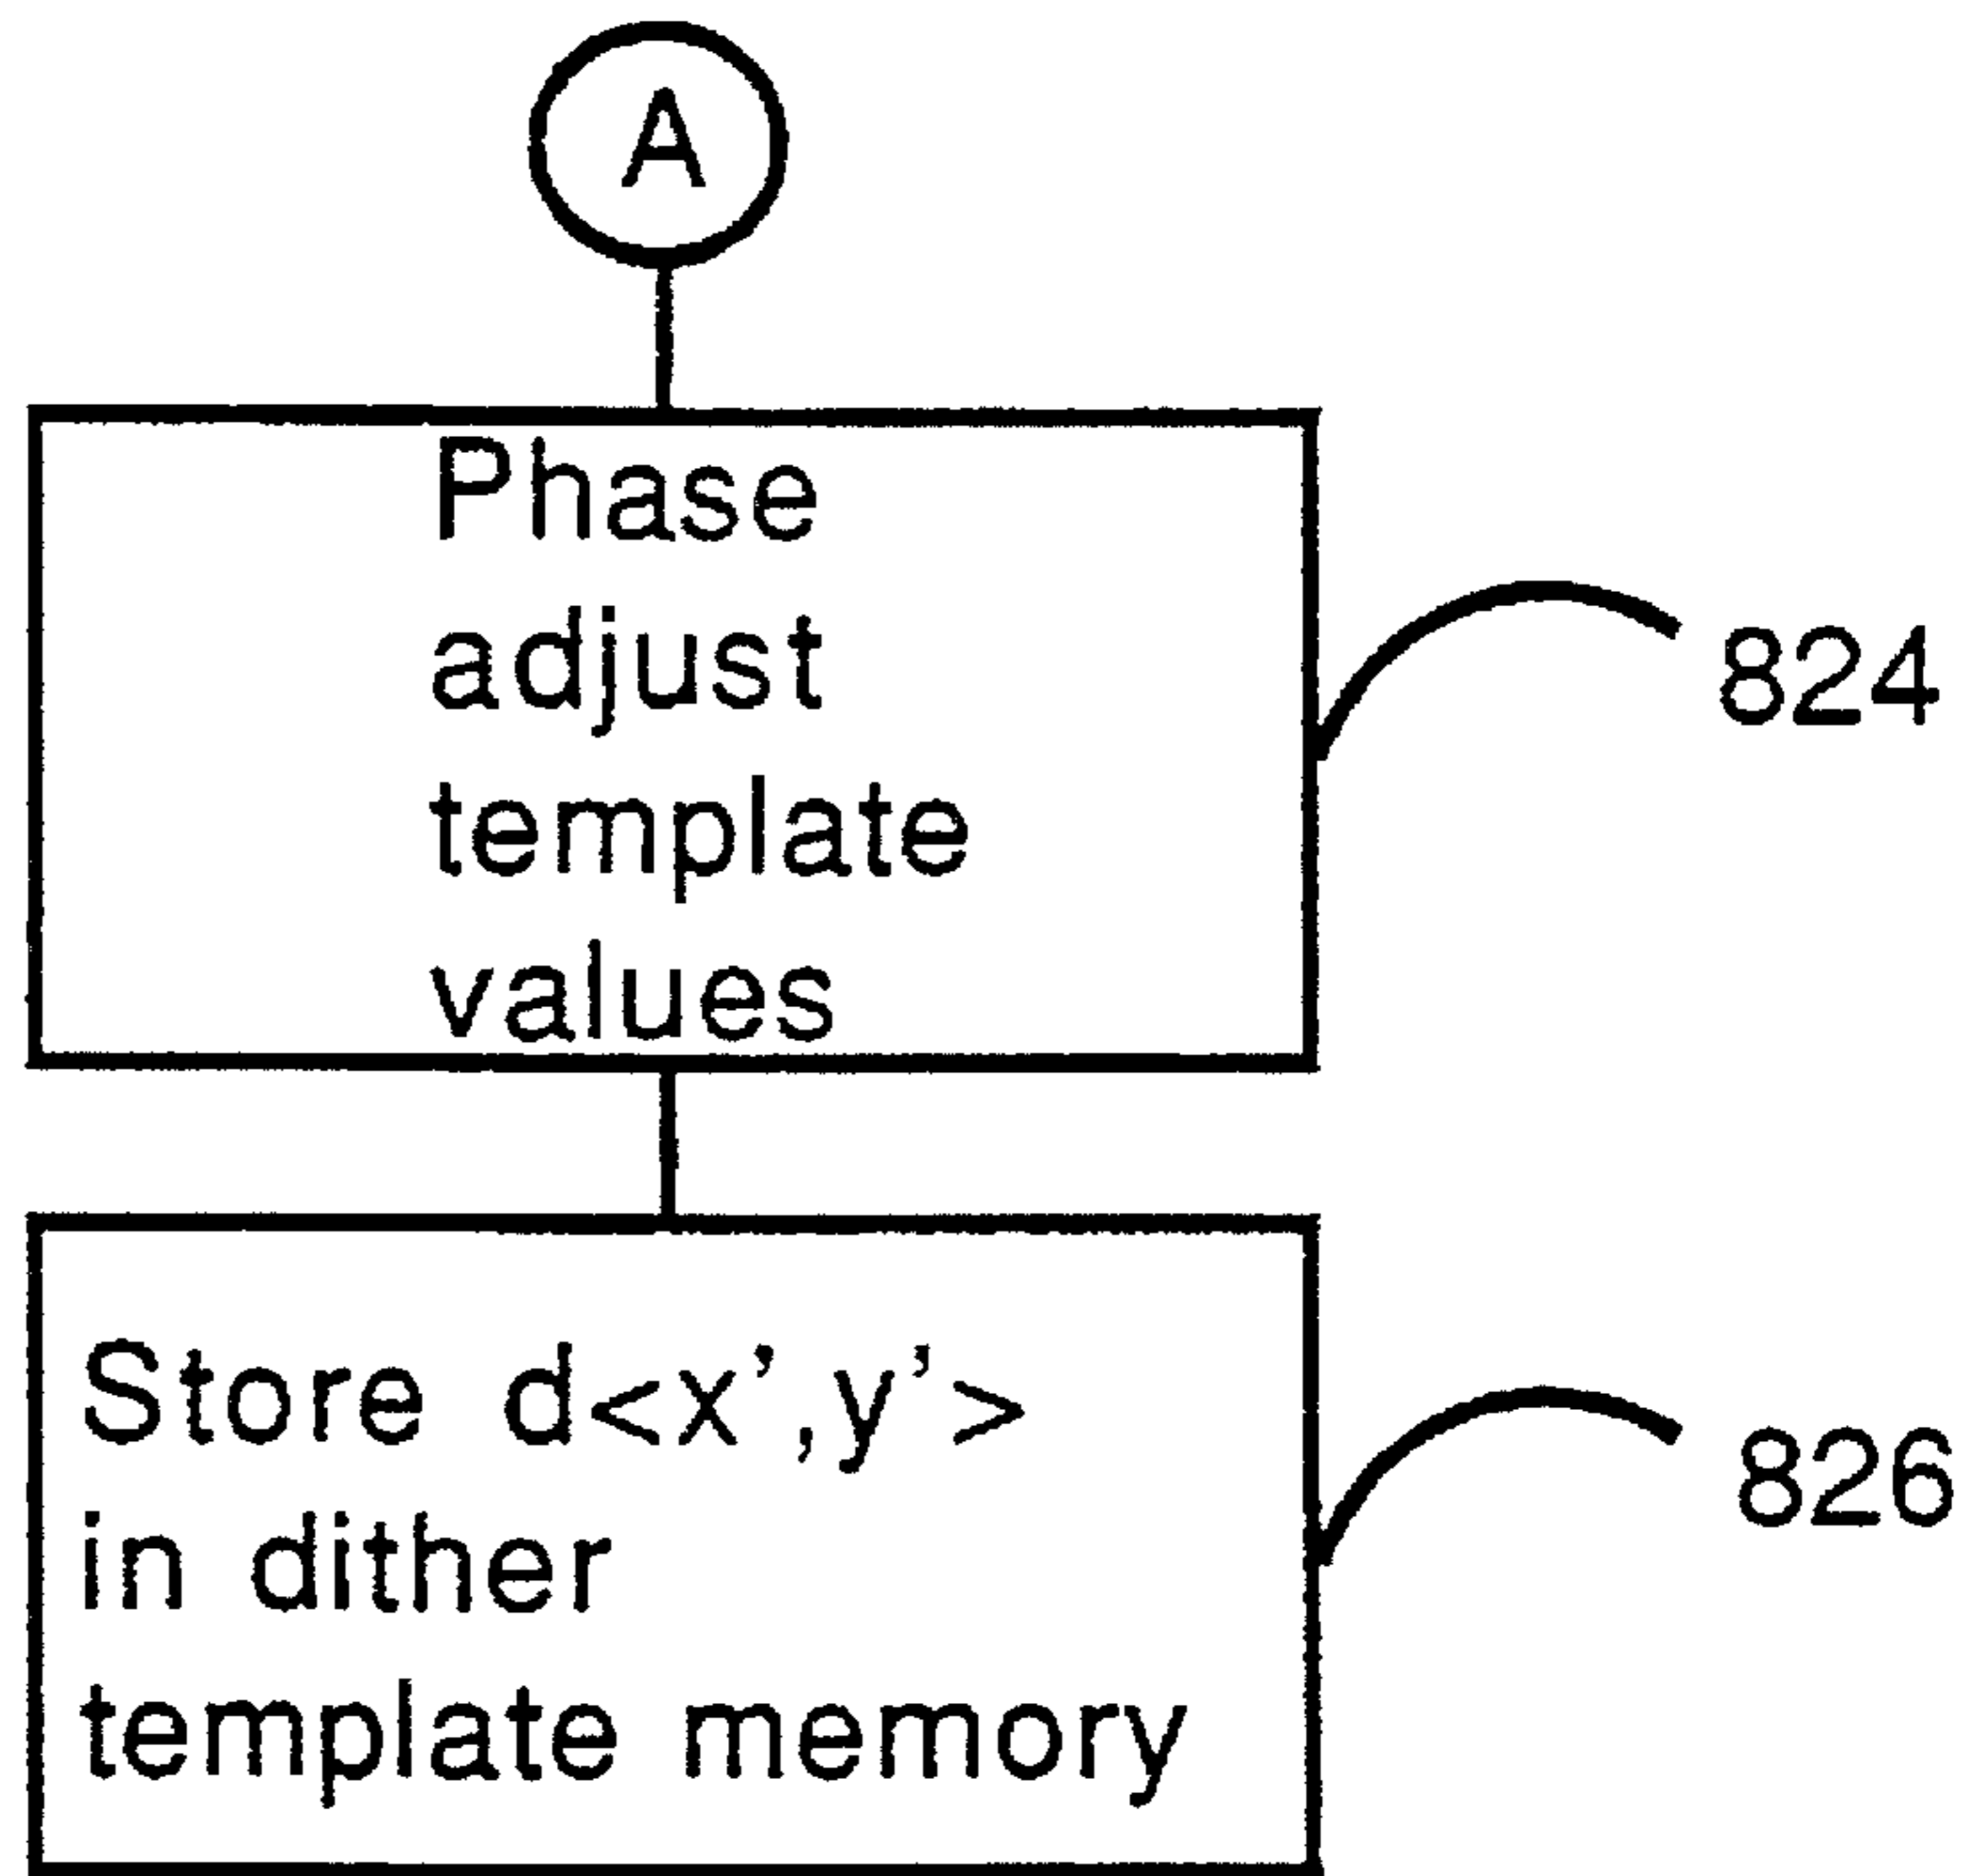 A
Phase
adjust
template
values
824
Store d<x',y'>
in dither
template memory
826